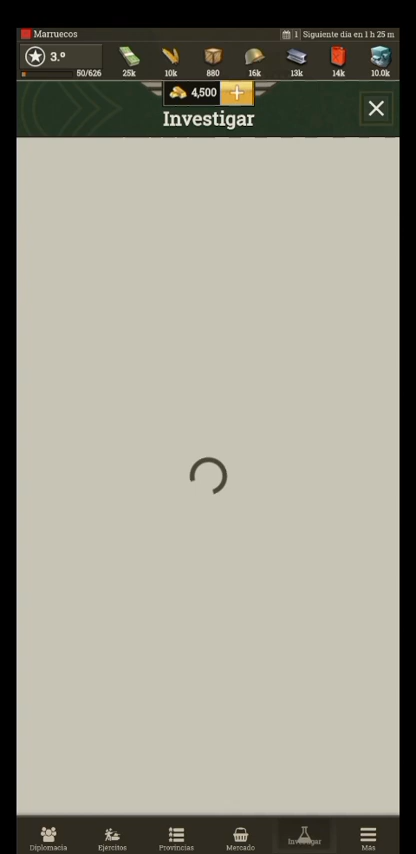 Marruecos
1 Siguiente día en 1 h 25 m
3.º
50/626 25k 10k 880 16k 13k 14k 10.0k
4,500 +
Investigar
Diplomacia Ejércitos Provincias Mercado Investigar Más